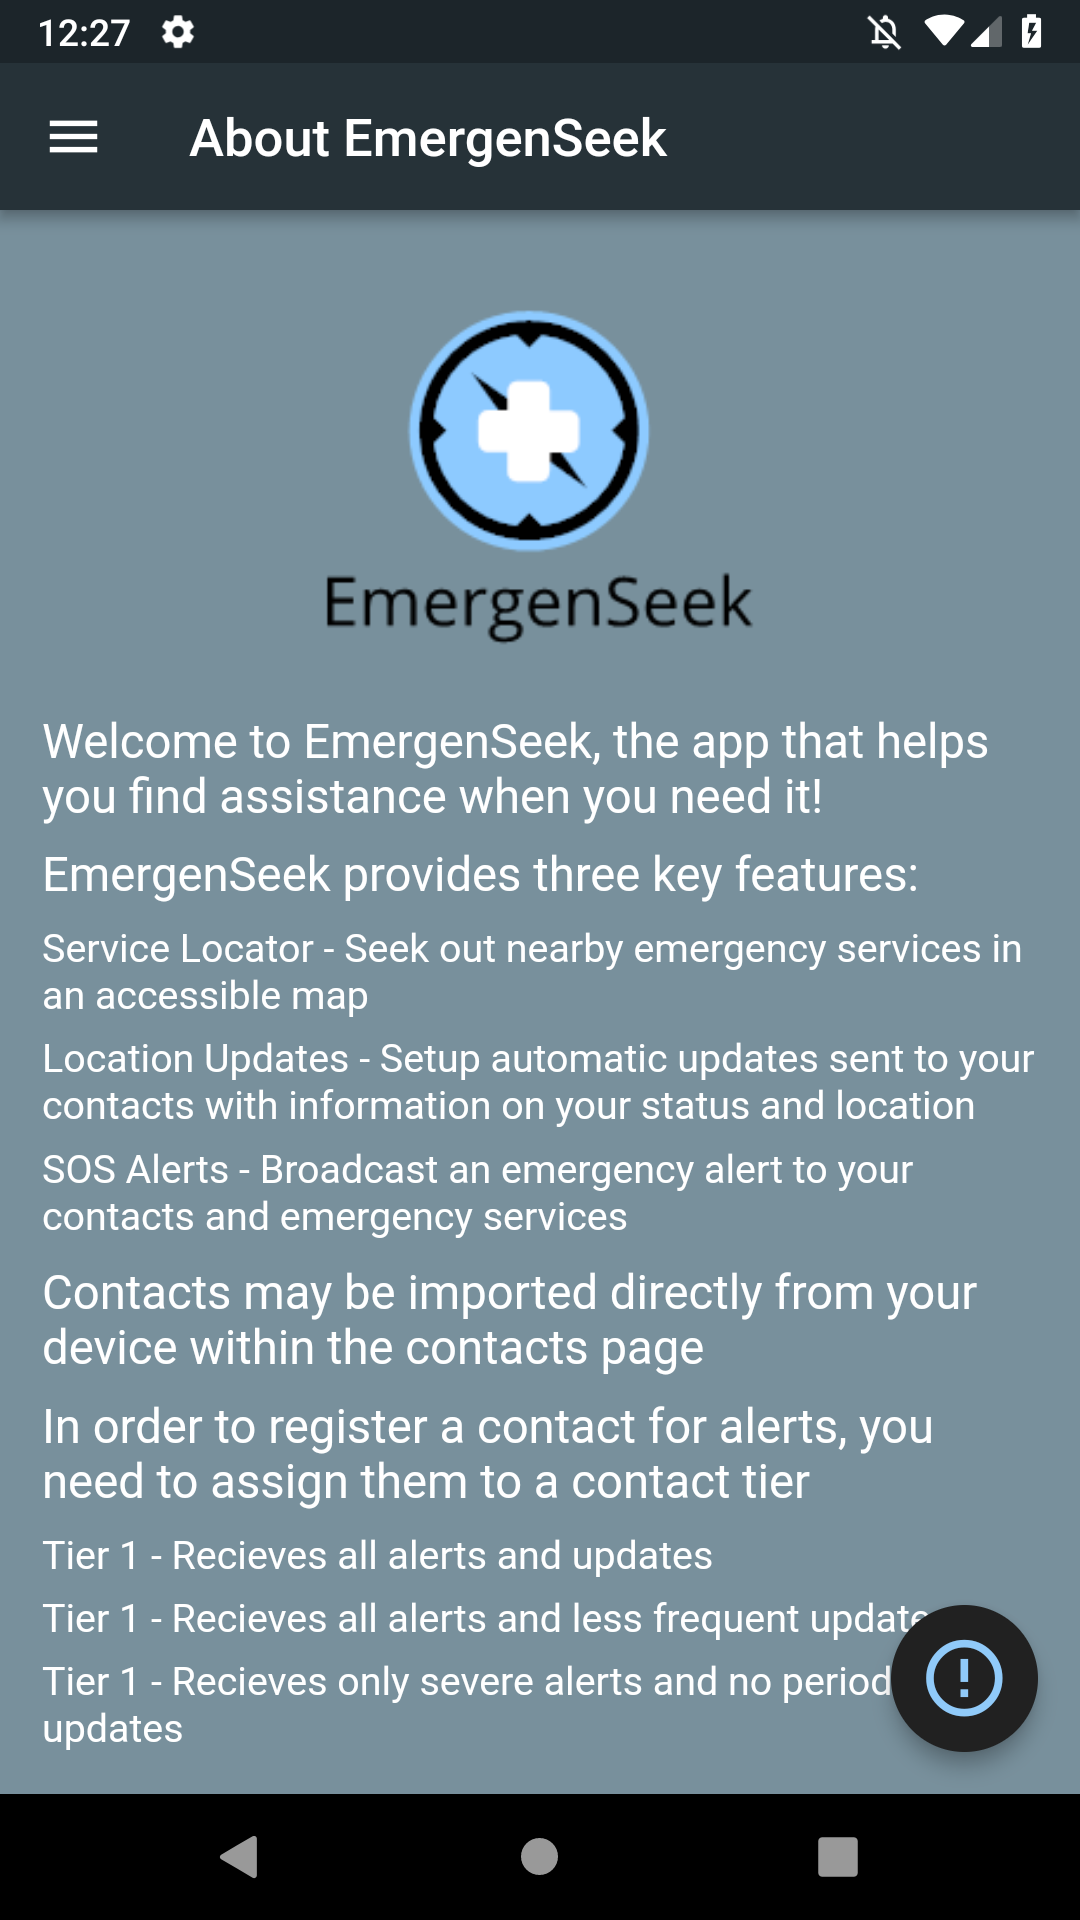 12:27
About EmergenSeek
EmergenSeek
Welcome to EmergenSeek, the app that helps
you find assistance when you need it!
EmergenSeek provides three key features:
Service Locator - Seek out nearby emergency services in
an accessible map
Location Updates - Setup automatic updates sent to your
contacts with information on your status and location
SOS Alerts - Broadcast an emergency alert to your
contacts and emergency services
Contacts may be imported directly from your
device within the contacts page
In order to register a contact for alerts, you
need to assign them to a contact tier
Tier 1 - Recieves all alerts and updates
Tier 1 - Recieves all alerts and less frequent
Tier 1 - Recieves only severe alerts and no
updates